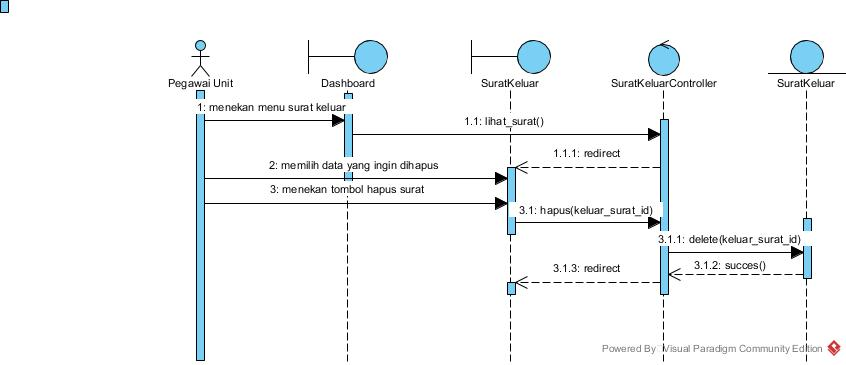 Pegawai Unit
Dashboard
SuratKeluar
SuratKeluarController
SuratKeluar
1: menekan menu surat keluar
1.1: lihat_surat()
1.1.1: redirect
2: memilih data yang ingin dihapus
3: menekan tombol hapus surat
3.1: hapus(keluar_surat_id)
3.1.1: delete(keluar_surat_id)
3.1.2: succes()
3.1.3: redirect
Powered By Visual Paradigm Community Edition